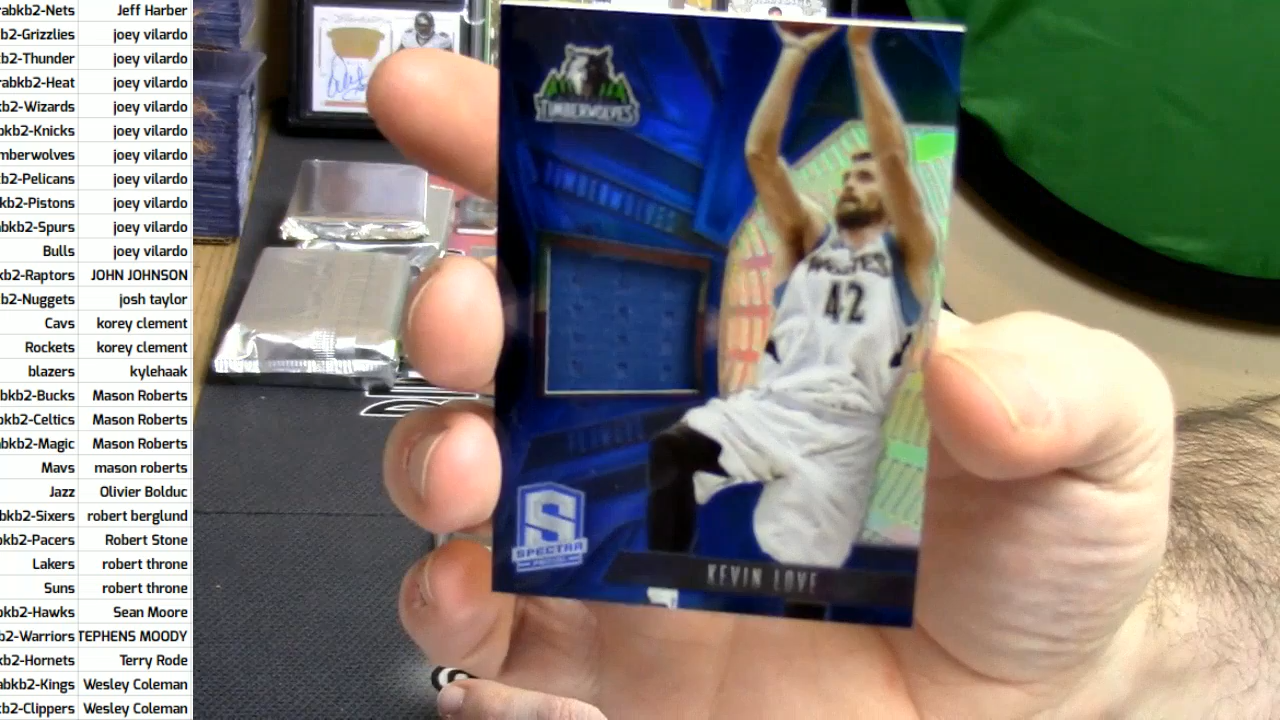 rabkb2-Nets Jeff Harber
b2-Grizzlies joey vilardo
b2-Thunder joey vilardo
rabkb2-Heat joey vilardo
kb2-Wizards joey vilardo
kb2-Knicks joey vilardo
mberwolves joey vilardo
kb2-Pelicans joey vilardo
kb2-Pistons joey vilardo
abkb2-Spurs joey vilardo
Bulls joey vilardo
kb2-Raptors JOHN JOHNSON
kb2-Nuggets josh taylor
Cavs korey clement
Rockets korey clement
blazers kylehaak
abkb2-Bucks Mason Roberts
bkb2-Celtics Mason Roberts
abkb2-Magic Mason Roberts
Mavs mason roberts
Jazz Olivier Bolduc
bkb2-Sixers robert berglund
bkb2-Pacers Robert Stone
Lakers robert throne
Suns robert throne
bkb2-Hawks Sean Moore
b2-Warriors TEPHENS MOODY
kb2-Hornets Terry Rode
abkb2-Kings Wesley Coleman
kb2-Clippers Wesley Coleman
TIMBERWOLVES
TIMBERWOLVES
WOLVES
42
S
SPECTRA
PANINI
KEVIN LOVE